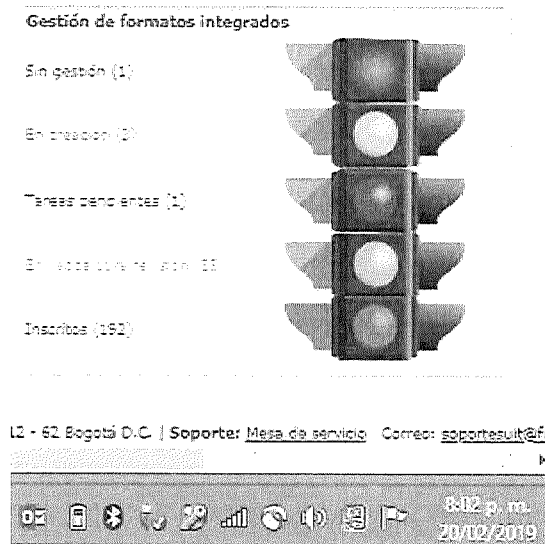 Gestión de formatos integrados
Sin gestión (1)
En creación (3)
Tareas pendientes (1)
Inscritos (192)
12 - 62 Bogotá D.C. | Soporte: Mesa de servicio Correo: soportesuit@f
8:02 p. m.
20/02/2019